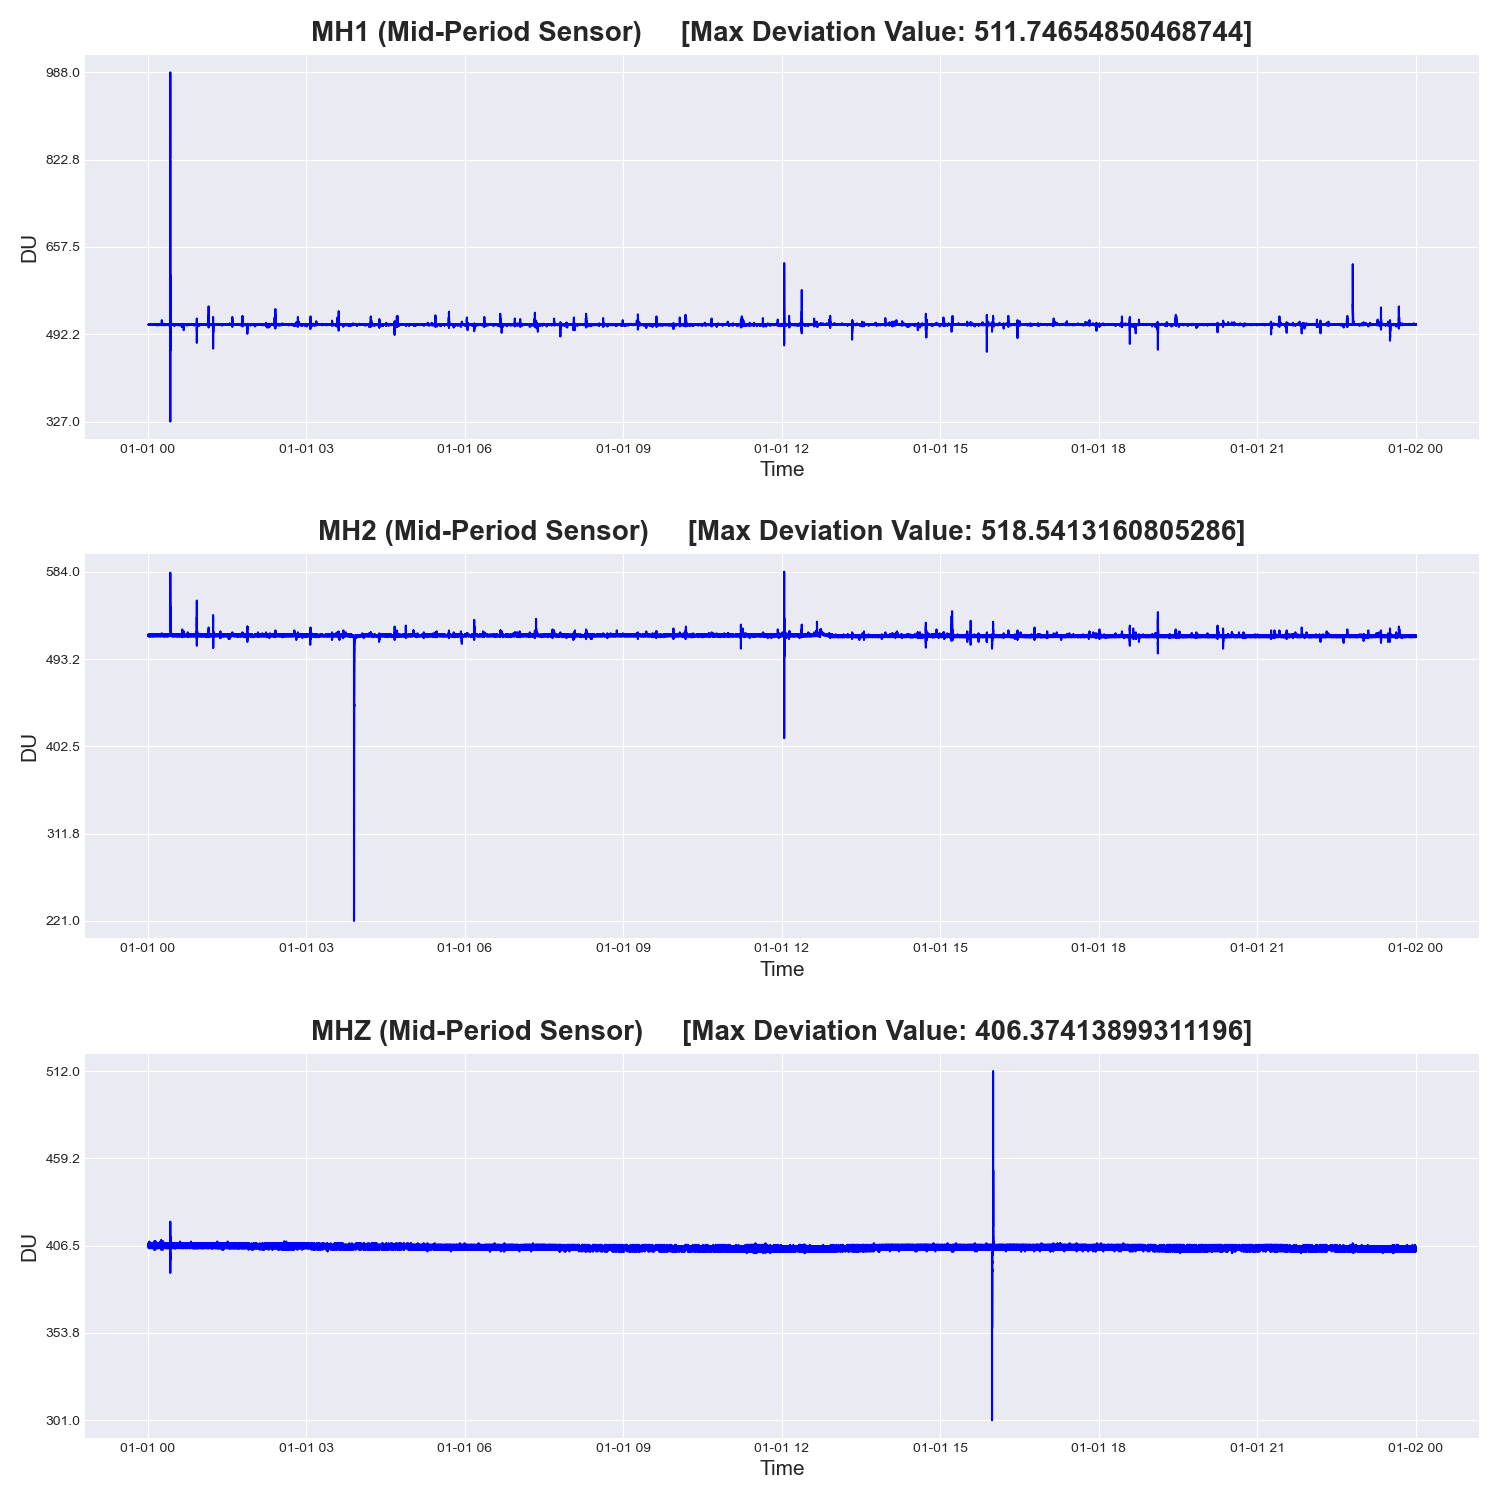 MH1 (Mid-Period Sensor) [Max Deviation Value: 511.74654850468744]
988.0
822.8
657.5
492.2
327.0
DU
01-01 00 01-01 03 01-01 06 01-01 09 01-01 12 01-01 15 01-01 18 01-01 21 01-02 00
Time
MH2 (Mid-Period Sensor) [Max Deviation Value: 518.5413160805286]
584.0
493.2
402.5
311.8
221.0
DU
01-01 00 01-01 03 01-01 06 01-01 09 01-01 12 01-01 15 01-01 18 01-01 21 01-02 00
Time
MHZ (Mid-Period Sensor) [Max Deviation Value: 406.37413899311196]
512.0
459.2
406.5
353.8
301.0
DU
01-01 00 01-01 03 01-01 06 01-01 09 01-01 12 01-01 15 01-01 18 01-01 21 01-02 00
Time